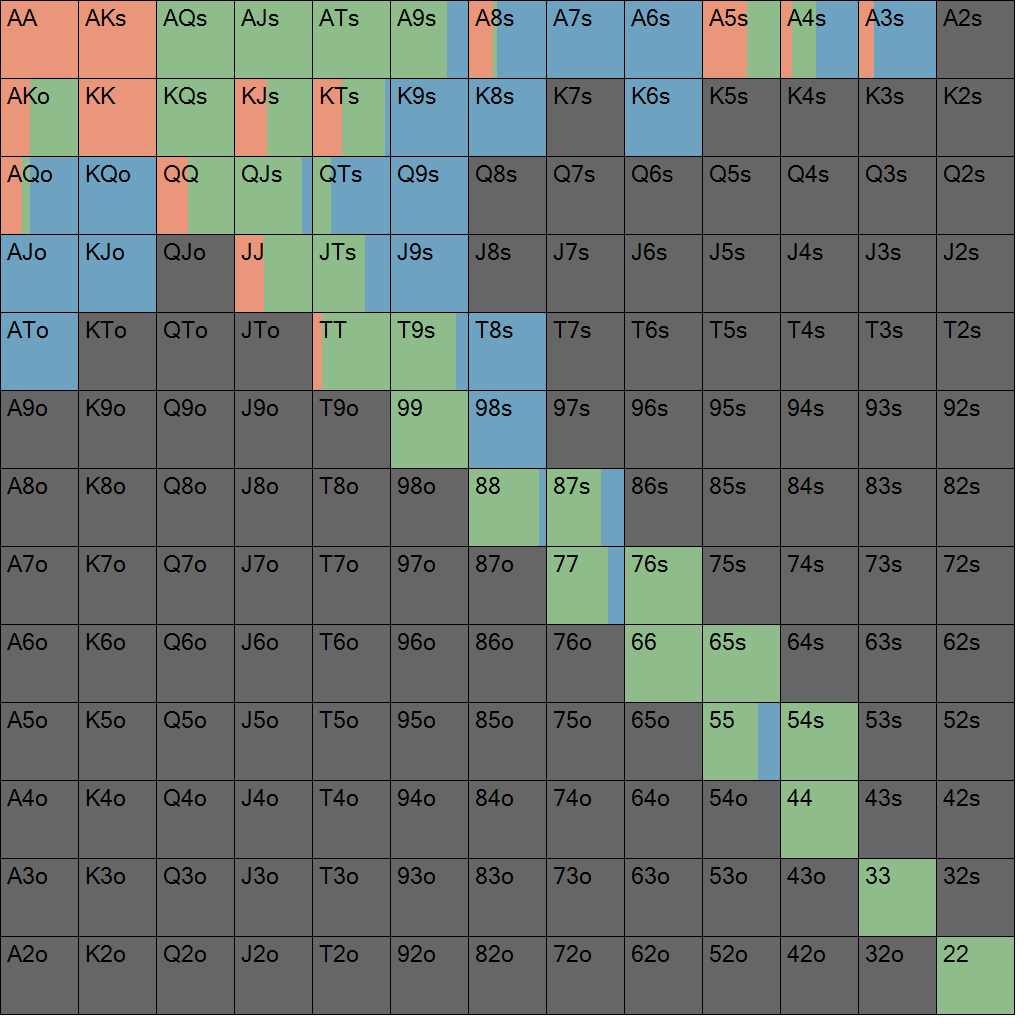 AA AKs AQs AJs ATs A9s A8s A7s A6s A5s A4s A3s A2s
AKo KK KQs KJs KTs K9s K8s K7s K6s K5s K4s K3s K2s
AQo KQo QQ QJs QTs Q9s Q8s Q7s Q6s Q5s Q4s Q3s Q2s
AJo KJo QJo JJ JTs J9s J8s J7s J6s J5s J4s J3s J2s
ATo KTo QTo JTo TT T9s T8s T7s T6s T5s T4s T3s T2s
A9o K9o Q9o J9o T9o 99 98s 97s 96s 95s 94s 93s 92s
A8o K8o Q8o J8o T8o 98o 88 87s 86s 85s 84s 83s 82s
A7o K7o Q7o J7o T7o 97o 87o 77 76s 75s 74s 73s 72s
A6o K6o Q6o J6o T6o 96o 86o 76o 66 65s 64s 63s 62s
A5o K5o Q5o J5o T5o 95o 85o 75o 65o 55 54s 53s 52s
A4o K4o Q4o J4o T4o 94o 84o 74o 64o 54o 44 43s 42s
A3o K3o Q3o J3o T3o 93o 83o 73o 63o 53o 43o 33 32s
A2o K2o Q2o J2o T2o 92o 82o 72o 62o 52o 42o 32o 22